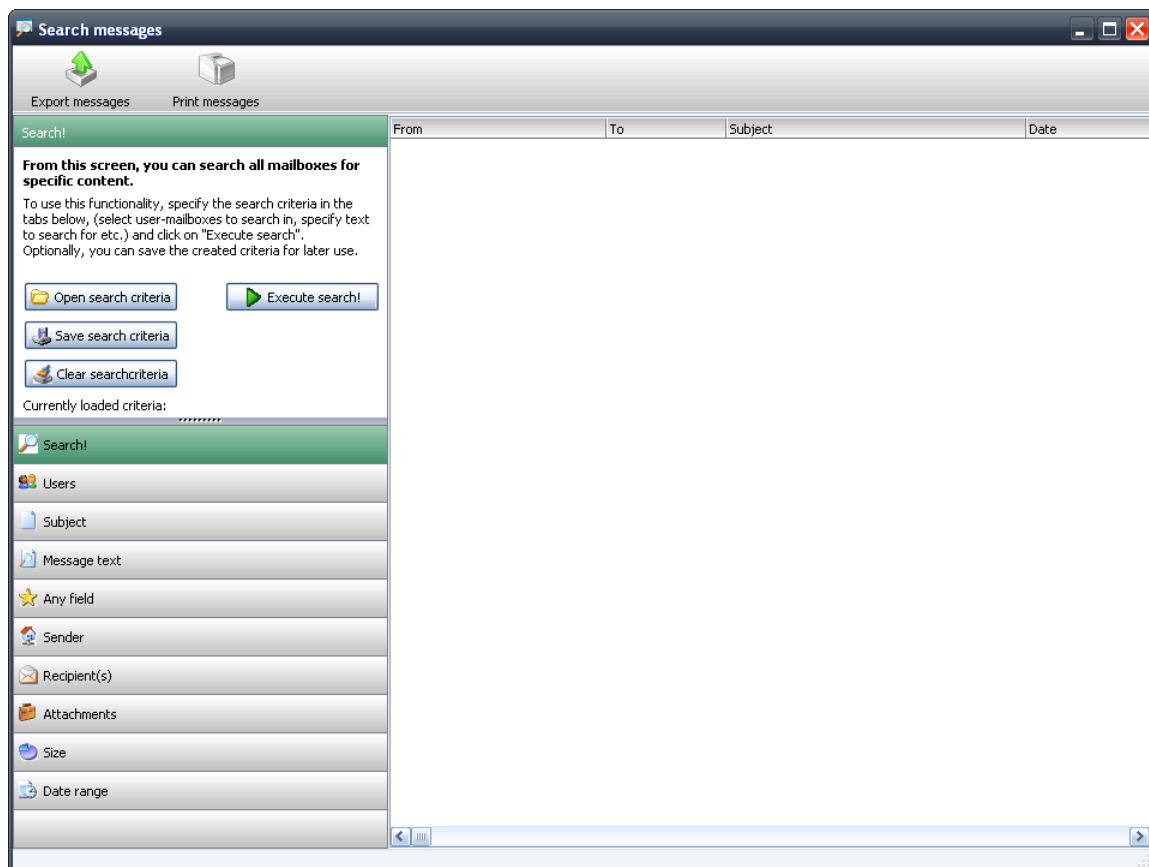 Search messages
Export messages
Print messages
Search!
From
To
Subject
Date
From this screen, you can search all mailboxes for
specific content.
To use this functionality, specify the search criteria in the
tabs below, (select user-mailboxes to search in, specify text
to search for etc.) and click on "Execute search".
Optionally, you can save the created criteria for later use.
Open search criteria
Execute search!
Save search criteria
Clear searchcriteria
Currently loaded criteria:
Search!
Users
Subject
Message text
Any field
Sender
Recipient(s)
Attachments
Size
Date range